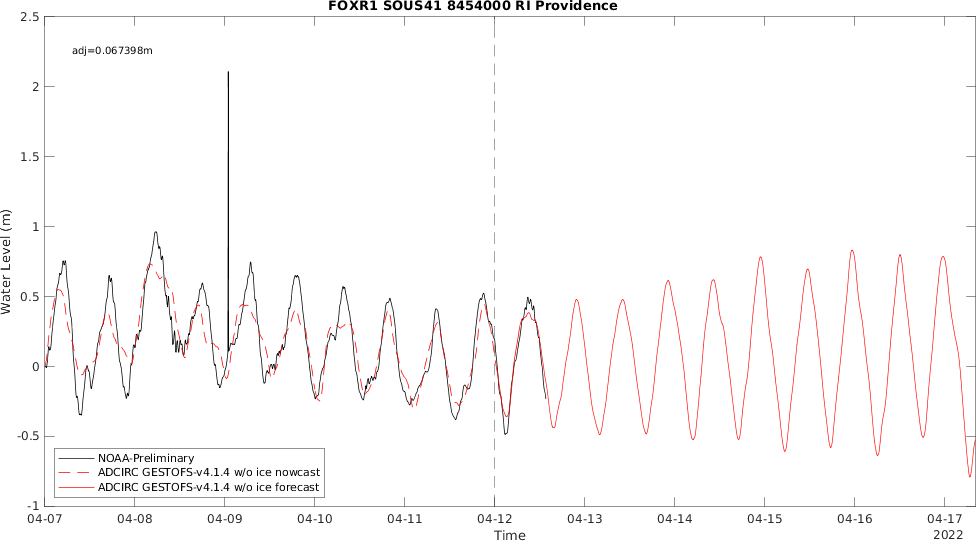 FOXR1 SOUS41 8454000 RI Providence
adj=0.067398m
2.5
2
1.5
1
0.5
0
-0.5
-1
Water Level (m)
NOAA-Preliminary
ADCIRC GESTOFS-v4.1.4 w/o ice nowcast
ADCIRC GESTOFS-v4.1.4 w/o ice forecast
04-07 04-08 04-09 04-10 04-11 04-12 04-13 04-14 04-15 04-16 04-17
Time
2022